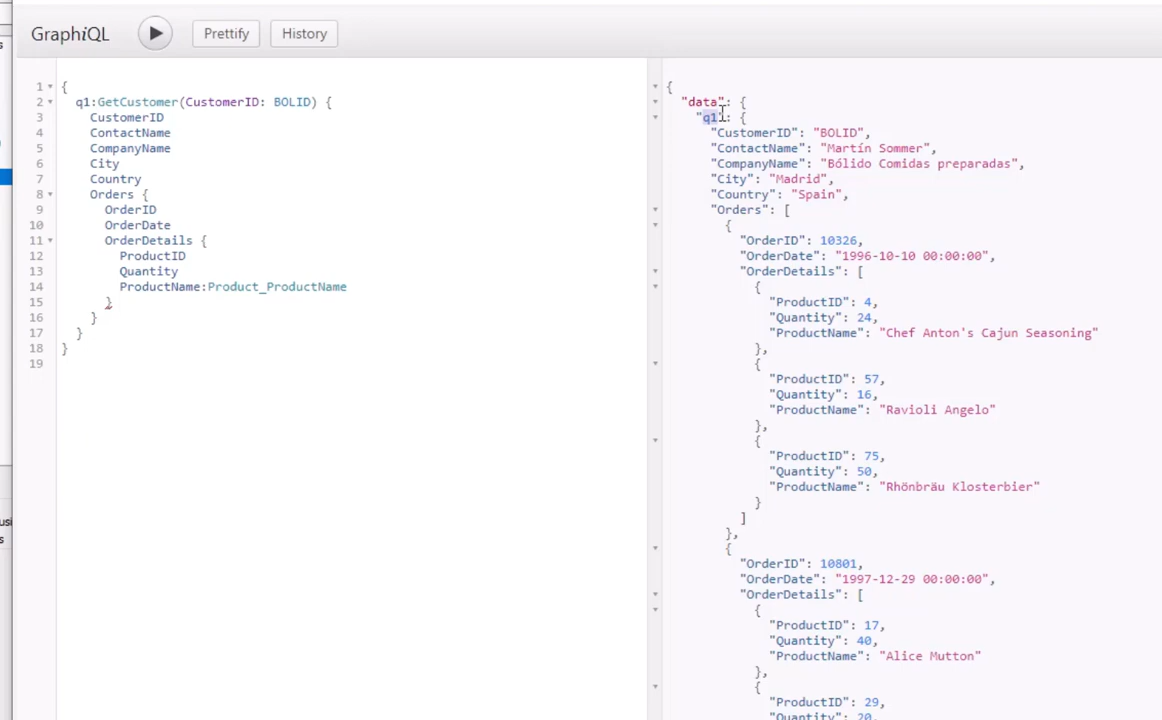 GraphiQL
Prettify
History
1
{
2
q1:GetCustomer(CustomerID: BOLID) {
3
CustomerID
4
ContactName
5
CompanyName
6
City
7
Country
8
Orders {
9
OrderID
10
OrderDate
11
OrderDetails {
12
ProductID
13
Quantity
14
ProductName:Product_ProductName
15
}
16
}
17
}
18
}
19
{
"data": {
"q1": {
"CustomerID": "BOLID",
"ContactName": "Martín Sommer",
"CompanyName": "Bólido Comidas preparadas",
"City": "Madrid",
"Country": "Spain",
"Orders": [
{
"OrderID": 10326,
"OrderDate": "1996-10-10 00:00:00",
"OrderDetails": [
{
"ProductID": 4,
"Quantity": 24,
"ProductName": "Chef Anton's Cajun Seasoning"
},
{
"ProductID": 57,
"Quantity": 16,
"ProductName": "Ravioli Angelo"
},
{
"ProductID": 75,
"Quantity": 50,
"ProductName": "Rhönbräu Klosterbier"
}
]
},
{
"OrderID": 10801,
"OrderDate": "1997-12-29 00:00:00",
"OrderDetails": [
{
"ProductID": 17,
"Quantity": 40,
"ProductName": "Alice Mutton"
},
{
"ProductID": 29,
"Quantity": 20,